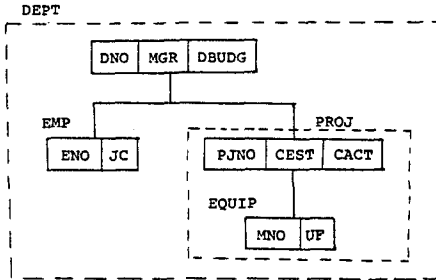 DEPT
DNO MGR DBUDG
EMP
PROJ
ENO JC
PJNO CEST CACT
EQUIP
MNO UF